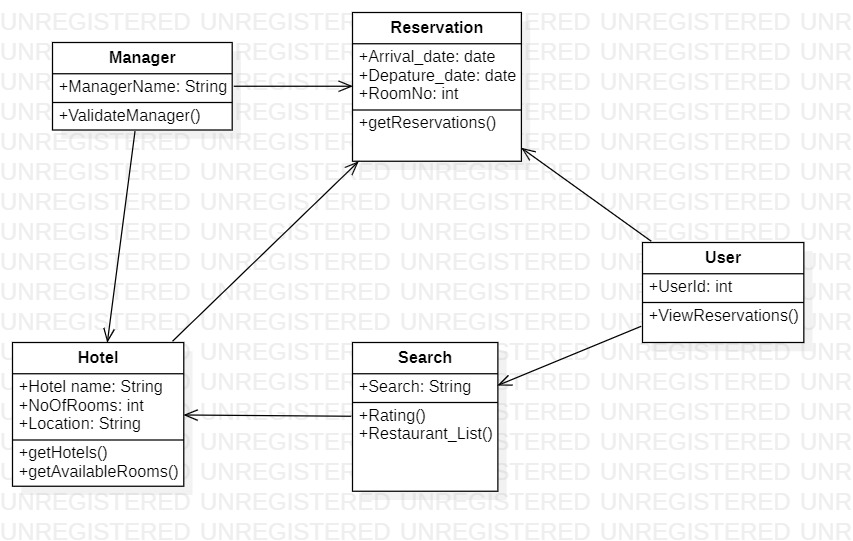 Manager
+ManagerName: String
+ValidateManager()
Reservation
+Arrival_date: date
+Depature_date: date
+RoomNo: int
+getReservations()
User
+UserId: int
+ViewReservations()
Hotel
+Hotel name: String
+NoOfRooms: int
+Location: String
+getHotels()
+getAvailableRooms()
Search
+Search: String
+Rating()
+Restaurant_List()
UNREGISTERED UNREGISTERED UNREGISTERED UNREGISTERED UNR